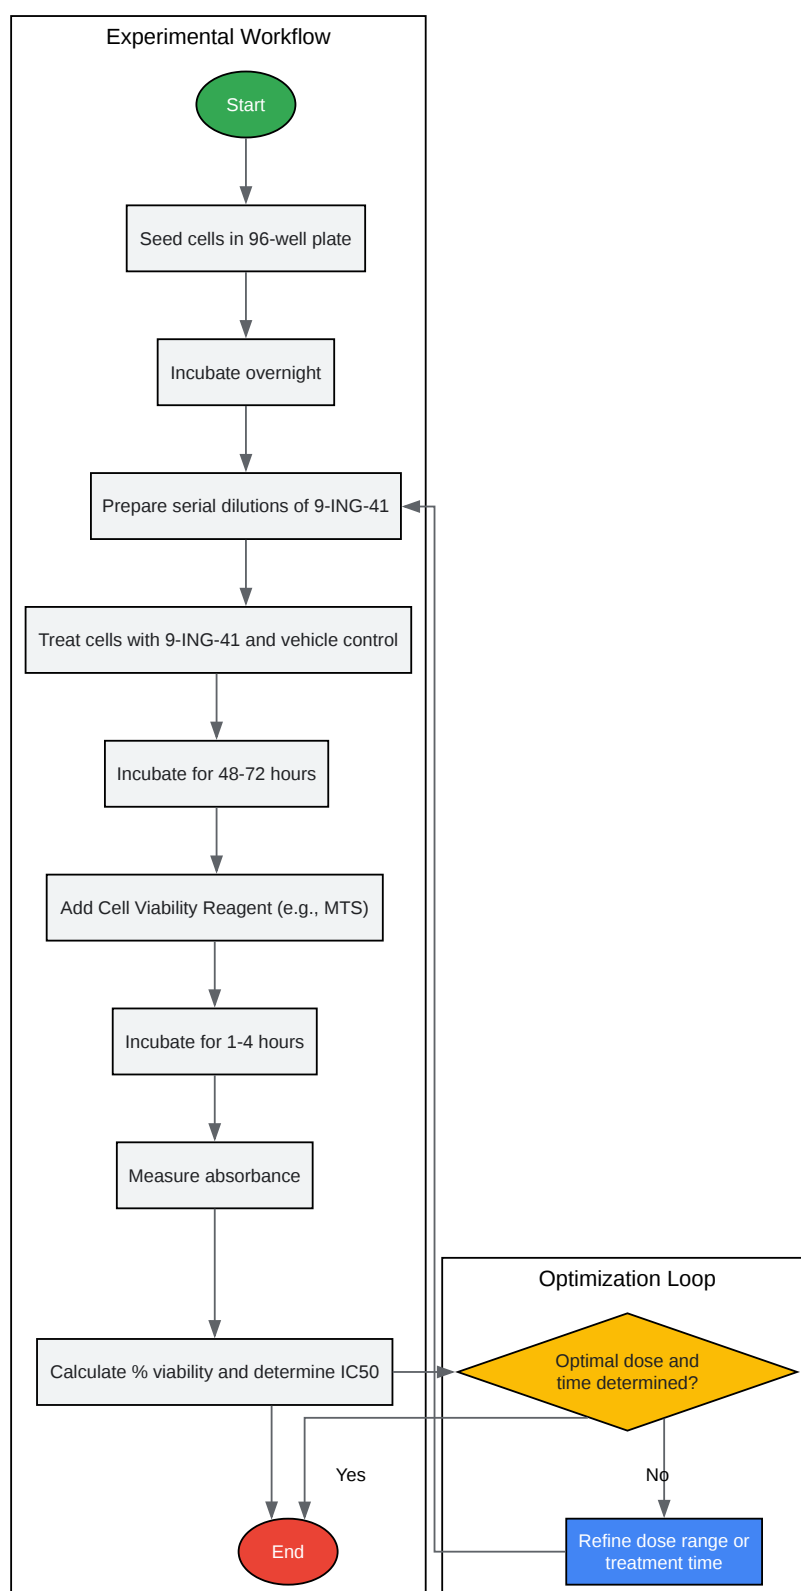 Experimental Workflow
Start
Seed cells in 96-well plate
Incubate overnight
Prepare serial dilutions of 9-ING-41
Treat cells with 9-ING-41 and vehicle control
Incubate for 48-72 hours
Add Cell Viability Reagent (e.g., MTS)
Incubate for 1-4 hours
Measure absorbance
Calculate % viability and determine IC50
Optimization Loop
Optimal dose and
time determined?
Yes
No
End
Refine dose range or
treatment time